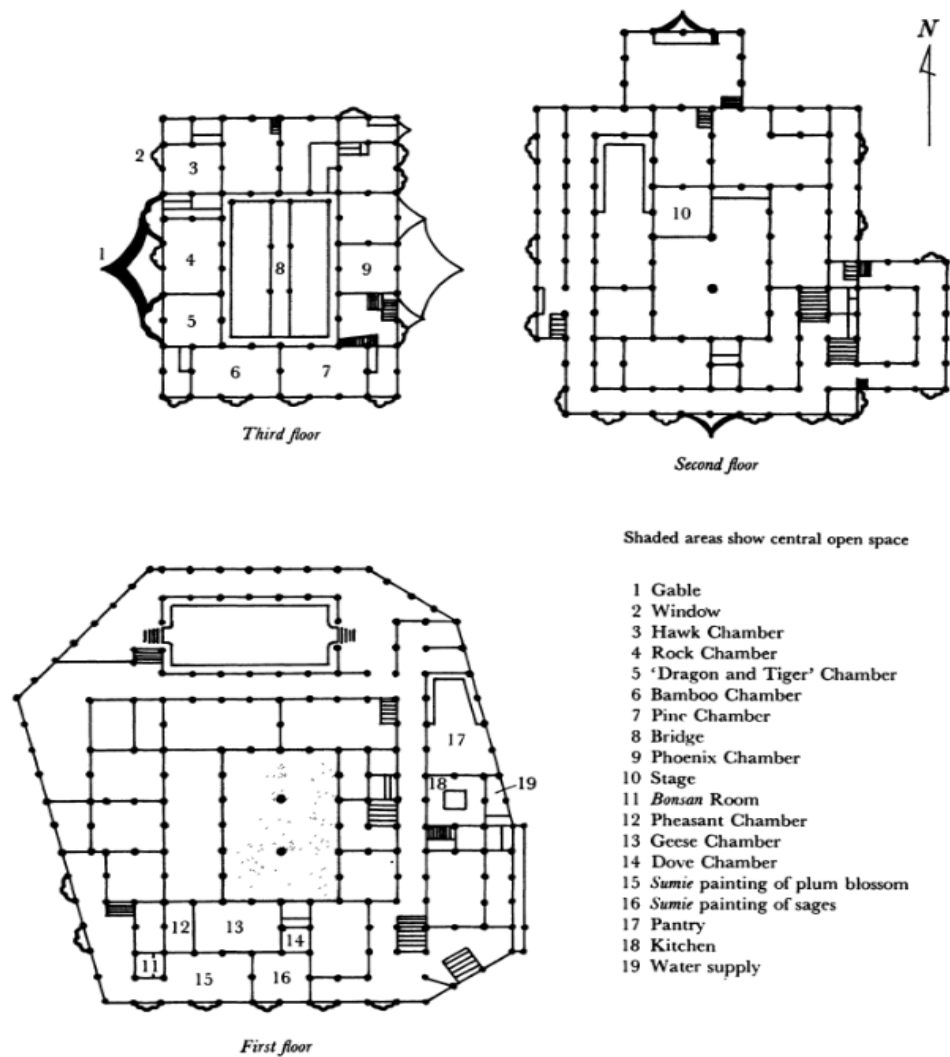 N
2
3
1
4
8
9
5
6
7
Third floor
10
Second floor
Shaded areas show central open space
1 Gable
2 Window
3 Hawk Chamber
4 Rock Chamber
5 ‘Dragon and Tiger’ Chamber
6 Bamboo Chamber
7 Pine Chamber
8 Bridge
9 Phoenix Chamber
10 Stage
11 Bonsan Room
12 Pheasant Chamber
13 Geese Chamber
14 Dove Chamber
15 Sumie painting of plum blossom
16 Sumie painting of sages
17 Pantry
18 Kitchen
19 Water supply
17
18
19
12
13
14
11
15
16
First floor